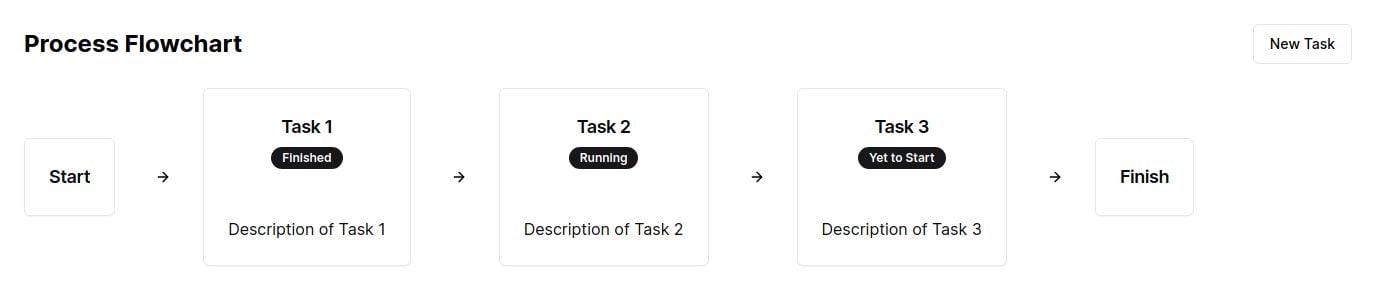 Process Flowchart
New Task
Start
→
Task 1
Finished
Description of Task 1
→
Task 2
Running
Description of Task 2
→
Task 3
Yet to Start
Description of Task 3
→
Finish